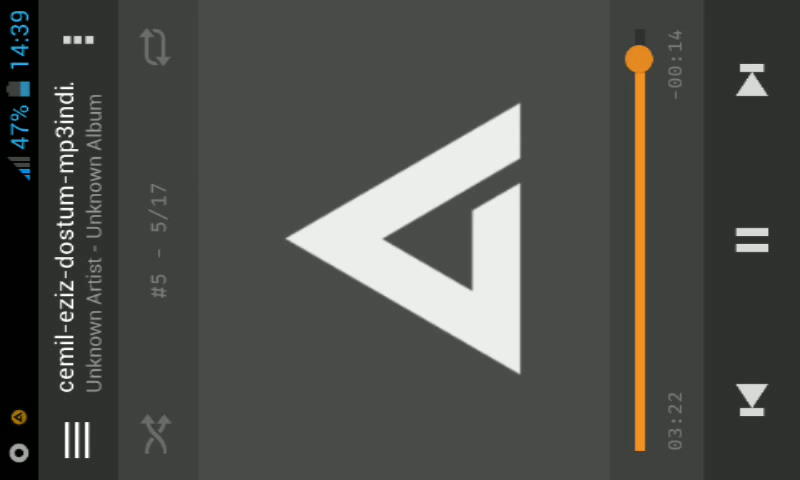 47% 14:39
cemil-eziz-dostum-mp3indi.
Unknown Artist - Unknown Album
#5 - 5/17
03:22
-00:14